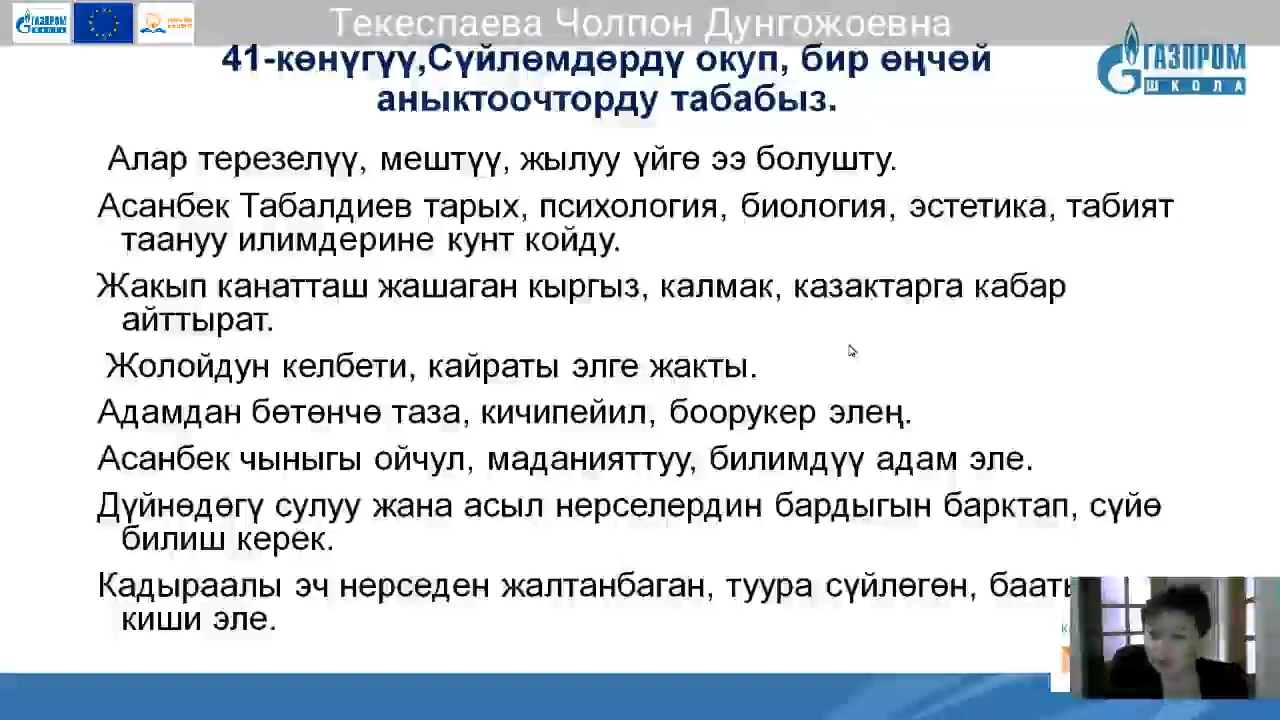 Текеспаева Чолпон Дунгожоевна
41-көнүгүү,Сүйлөмдөрдү окуп, бир өңчөй
аныктоочторду табабыз.
ГАЗПРОМ
ШКОЛА
Алар терезелүү, мештүү, жылуу үйгө ээ болушту.
Асанбек Табалдиев тарых, психология, биология, эстетика, табият
таануу илимдерине кунт койду.
Жакып канатташ жашаган кыргыз, калмак, казактарга кабар
айттырат.
Жолойдун келбети, кайраты элге жакты.
Адамдан бөтөнчө таза, кичипейил, боорукер элең.
Асанбек чыныгы ойчул, маданияттуу, билимдүү адам эле.
Дүйнөдөгү сулуу жана асыл нерселердин бардыгын барктап, сүйө
билиш керек.
Кадыраалы эч нерседен жалтанбаган, туура сүйлөгөн,
киши эле.